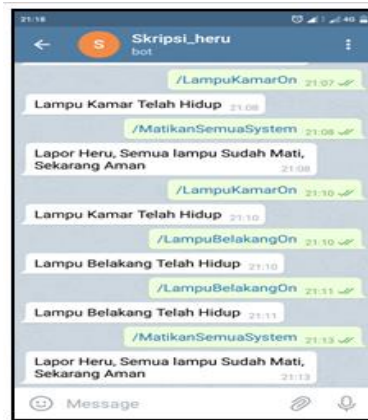 21:18
4G
S
Skripsi_heru
bot
/LampuKamarOn 21:07
Lampu Kamar Telah Hidup 21:08
/MatikanSemuaSystem 21:08
Lapor Heru, Semua lampu Sudah Mati,
Sekarang Aman 21:08
/LampuKamarOn 21:10
Lampu Kamar Telah Hidup 21:10
/LampuBelakangOn 21:10
Lampu Belakang Telah Hidup 21:10
/LampuBelakangOn 21:11
Lampu Belakang Telah Hidup 21:11
/MatikanSemuaSystem 21:13
Lapor Heru, Semua lampu Sudah Mati,
Sekarang Aman 21:13
Message